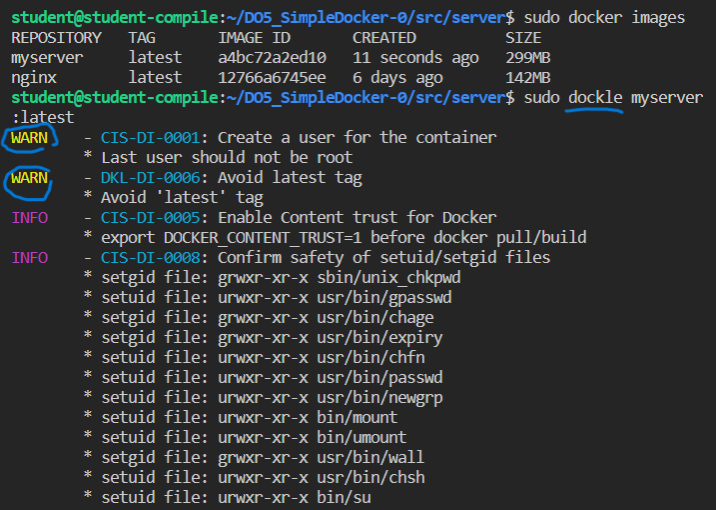 student@student-compile:~/DO5_SimpleDocker-0/src/server$ sudo docker images
REPOSITORY TAG IMAGE ID CREATED SIZE
myserver latest a4bc72a2ed10 11 seconds ago 299MB
nginx latest 12766a6745ee 6 days ago 142MB
student@student-compile:~/DO5_SimpleDocker-0/src/server$ sudo dockle myserver
:latest
WARN - CIS-DI-0001: Create a user for the container
* Last user should not be root
WARN - DKL-DI-0006: Avoid latest tag
* Avoid 'latest' tag
INFO - CIS-DI-0005: Enable Content trust for Docker
* export DOCKER_CONTENT_TRUST=1 before docker pull/build
INFO - CIS-DI-0008: Confirm safety of setuid/setgid files
* setgid file: grwxr-xr-x sbin/unix_chkpwd
* setuid file: urwxr-xr-x usr/bin/gpasswd
* setgid file: grwxr-xr-x usr/bin/chage
* setgid file: grwxr-xr-x usr/bin/expiry
* setuid file: urwxr-xr-x usr/bin/chfn
* setuid file: urwxr-xr-x usr/bin/passwd
* setuid file: urwxr-xr-x usr/bin/newgrp
* setuid file: urwxr-xr-x bin/mount
* setuid file: urwxr-xr-x bin/umount
* setgid file: grwxr-xr-x usr/bin/wall
* setuid file: urwxr-xr-x usr/bin/chsh
* setuid file: urwxr-xr-x bin/su